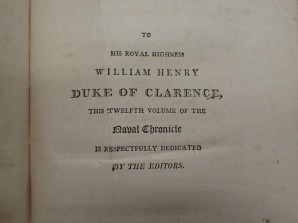 TO
HIS ROYAL HIGHNESS
WILLIAM HENRY
DUKE OF CLARENCE,
THIS TWELFTH VOLUME OF THE
Naval Chronicle
IS RESPECTFULLY DEDICATED
BY THE EDITORS.